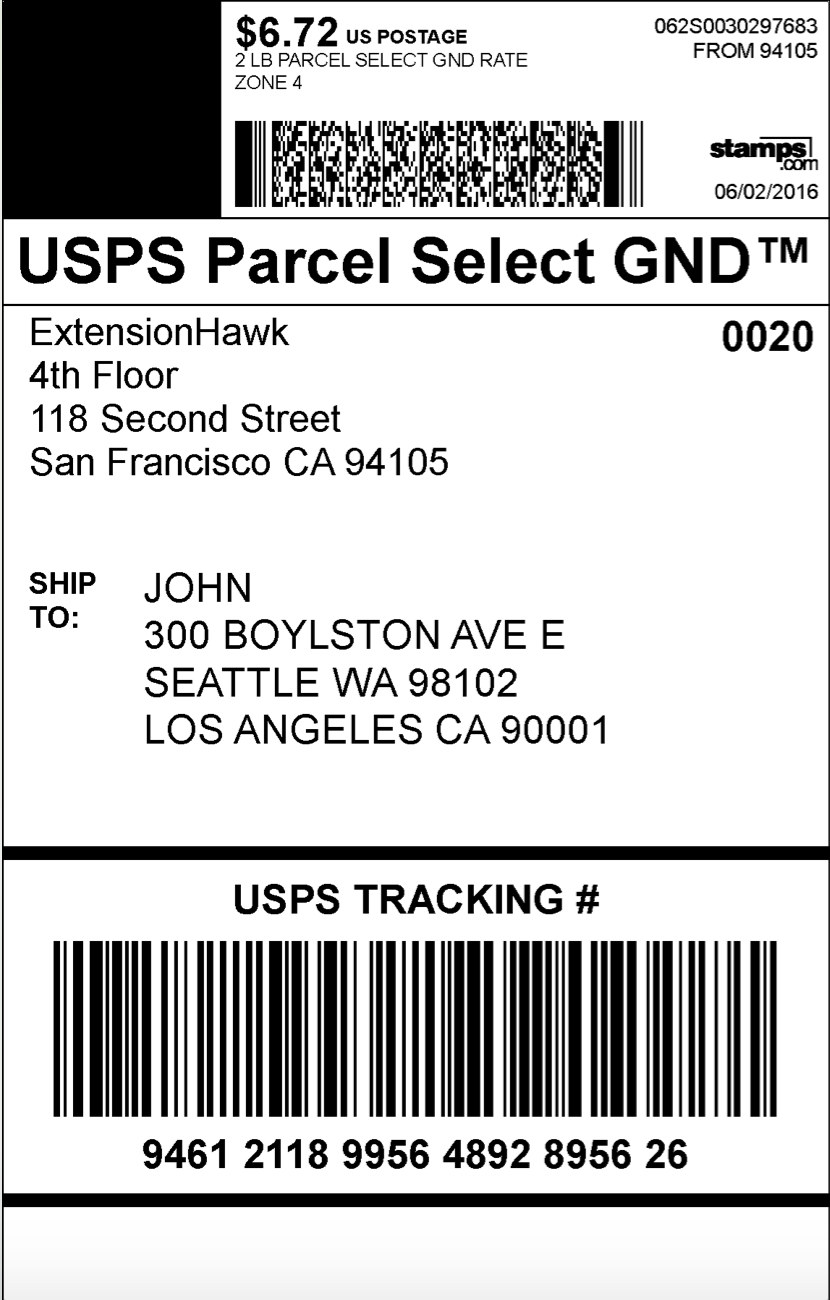 $6.72 US POSTAGE
2 LB PARCEL SELECT GND RATE
ZONE 4
062S0030297683
FROM 94105
stamps
.com
06/02/2016
USPS Parcel Select GND™
ExtensionHawk
4th Floor
118 Second Street
San Francisco CA 94105
0020
SHIP
TO:
JOHN
300 BOYLSTON AVE E
SEATTLE WA 98102
LOS ANGELES CA 90001
USPS TRACKING #
9461 2118 9956 4892 8956 26